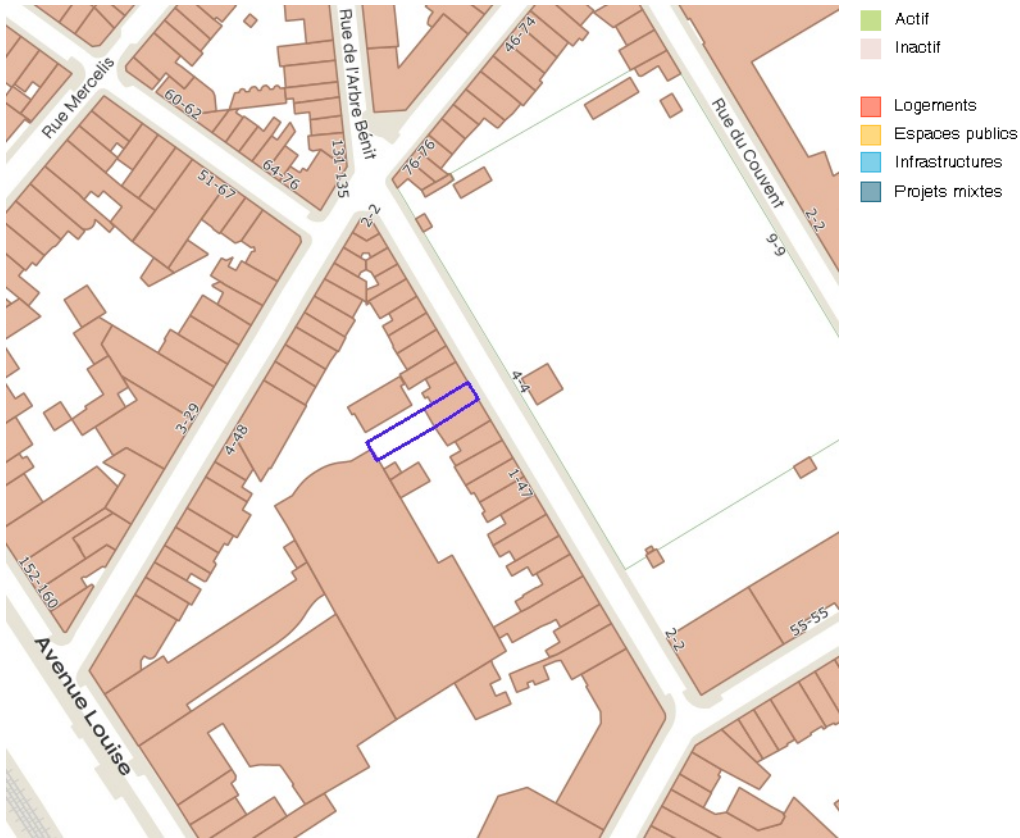 Actif
Inactif
Logements
Espaces publics
Infrastructures
Projets mixtes
Rue Mercelis
Rue de l'Arbre Bénit
46-74
60-62
64-76
51-67
131-135
76-76
Rue du Couvent
2-2
9-9
2-2
3-29
4-48
4-4
1-47
152-160
Avenue Louise
2-2
55-55